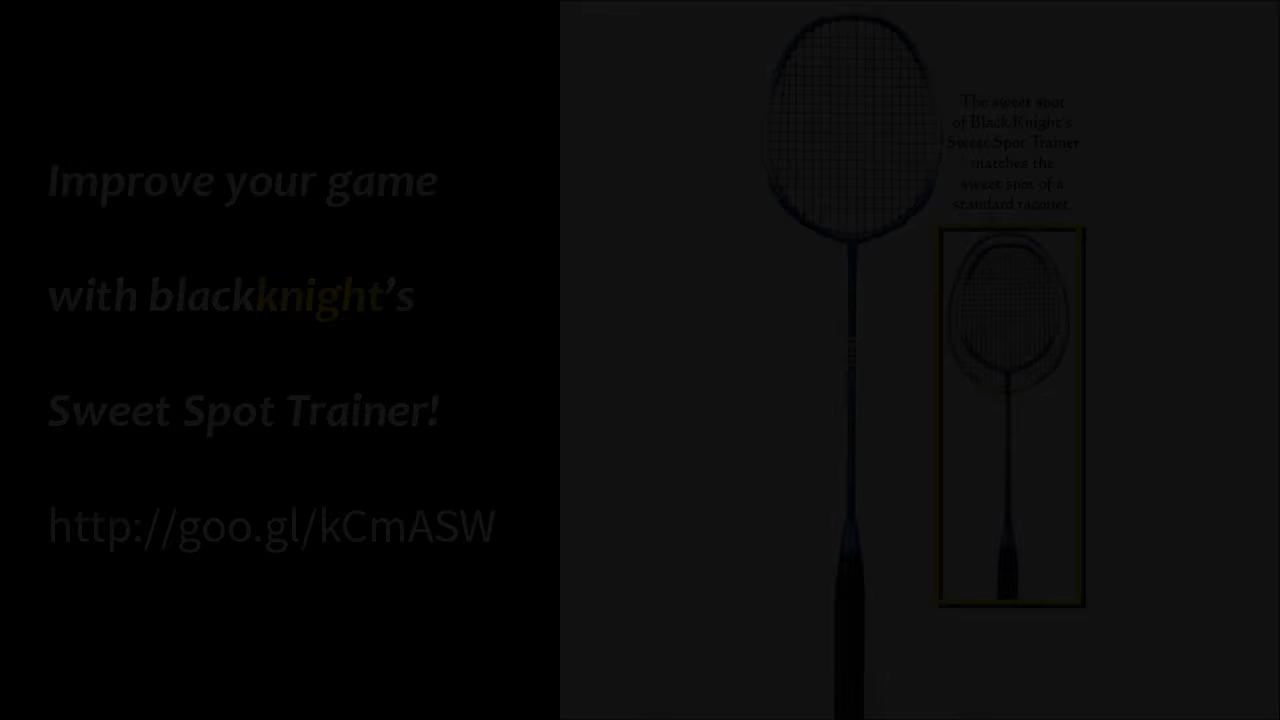 Improve your game
with blackknight's
Sweet Spot Trainer!
http://goo.gl/kCmASW
The sweet spot
of Black Knight's
Sweet Spot Trainer
matches the
sweet spot of a
standard racquet.